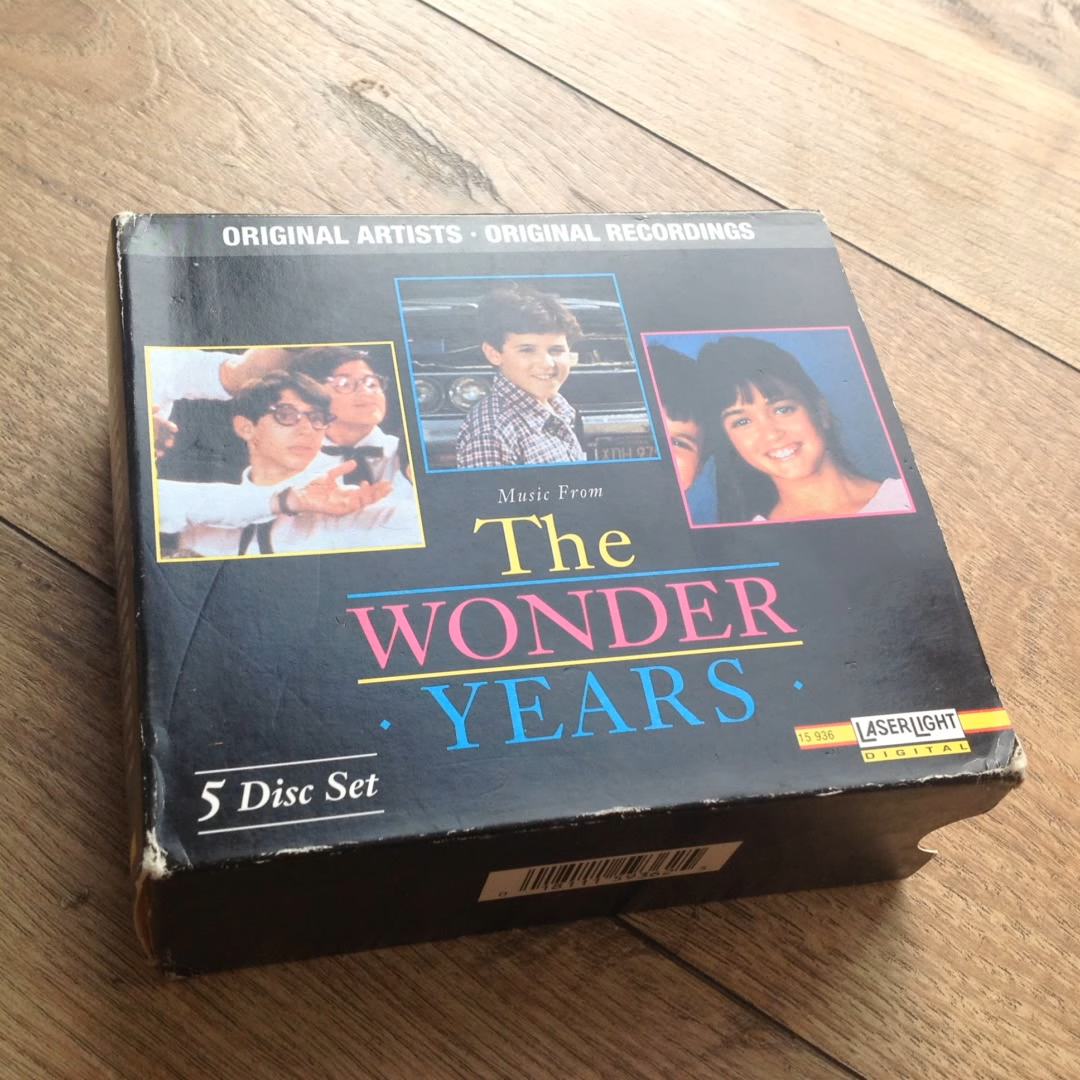 ORIGINAL ARTISTS · ORIGINAL RECORDINGS
Music From
The
WONDER
· YEARS ·
15 936 LASERLIGHT
DIGITAL
5 Disc Set